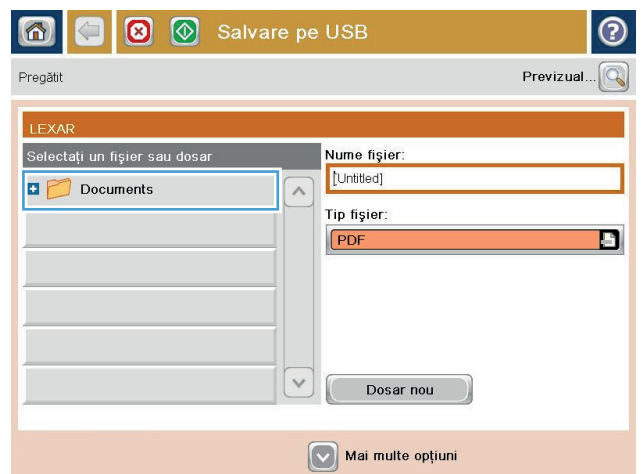 Salvare pe USB
Pregătit
Previzual...
LEXAR
Selectați un fișier sau dosar
Documents
Nume fișier:
[Untitled]
Tip fișier:
PDF
Dosar nou
Mai multe opțiuni